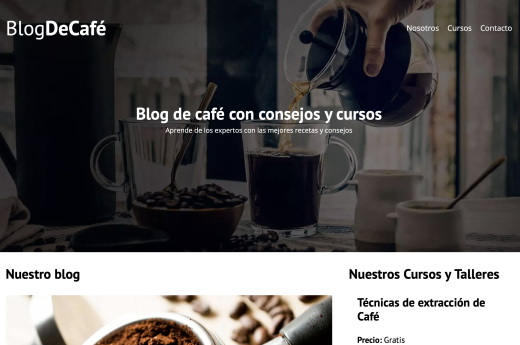 BlogDeCafé
Nosotros Cursos Contacto
Blog de café con consejos y cursos
Aprende de los expertos con las mejores recetas y consejos
Nuestro blog
Nuestros Cursos y Talleres
Técnicas de extracción de
Café
Precio: Gratis